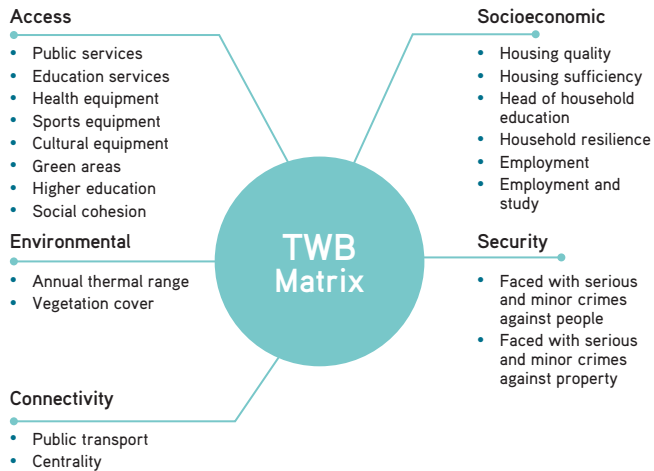 Access
• Public services
• Education services
• Health equipment
• Sports equipment
• Cultural equipment
• Green areas
• Higher education
• Social cohesion
Environmental
• Annual thermal range
• Vegetation cover
Connectivity
• Public transport
• Centrality
TWB
Matrix
Socioeconomic
• Housing quality
• Housing sufficiency
• Head of household
education
• Household resilience
• Employment
• Employment and
study
Security
• Faced with serious
and minor crimes
against people
• Faced with serious
and minor crimes
against property